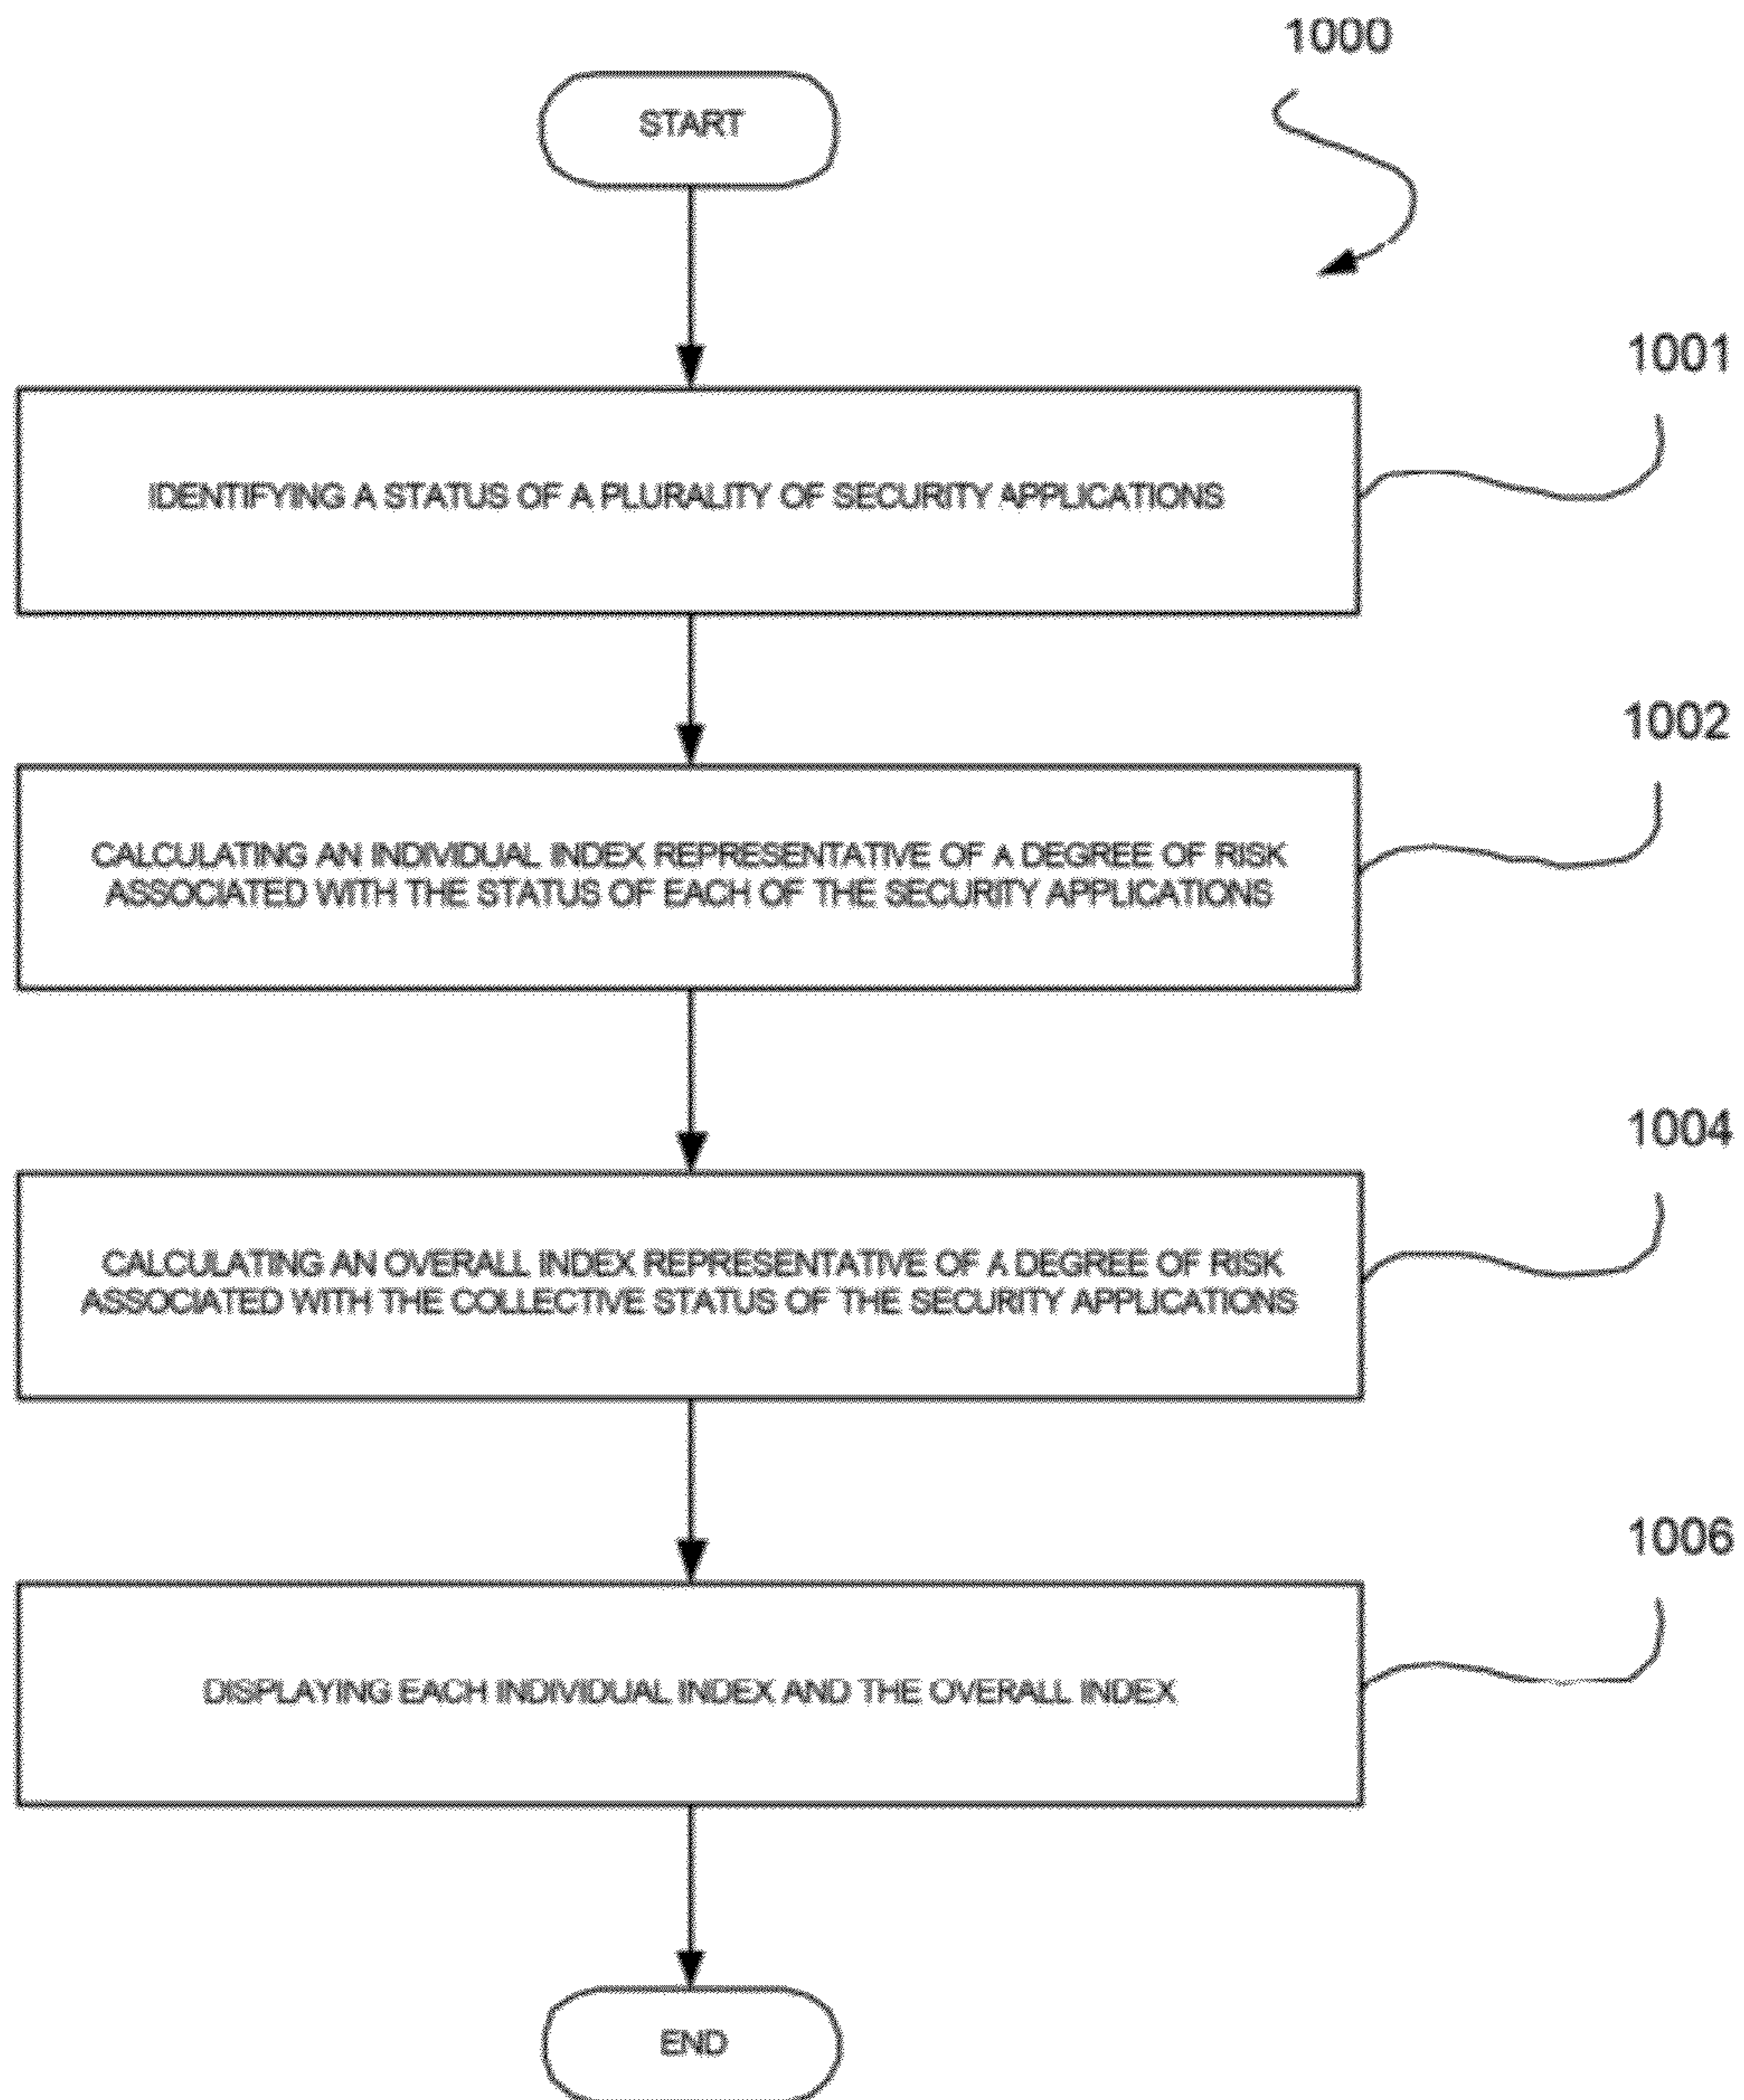 1000
START
1001
IDENTIFYING A STATUS OF A PLURALITY OF SECURITY APPLICATIONS
1002
CALCULATING AN INDIVIDUAL INDEX REPRESENTATIVE OF A DEGREE OF RISK
ASSOCIATED WITH THE STATUS OF EACH OF THE SECURITY APPLICATIONS
1004
CALCULATING AN OVERALL INDEX REPRESENTATIVE OF A DEGREE OF RISK
ASSOCIATED WITH THE COLLECTIVE STATUS OF THE SECURITY APPLICATIONS
1006
DISPLAYING EACH INDIVIDUAL INDEX AND THE OVERALL INDEX
END